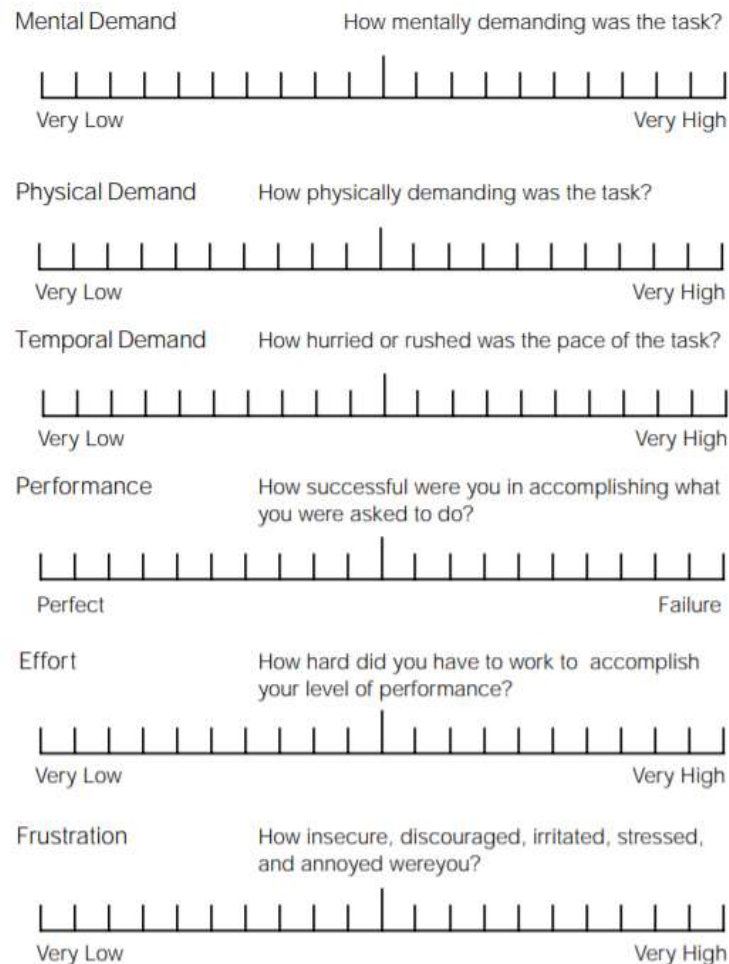 Mental Demand How mentally demanding was the task?
Very Low Very High
Physical Demand How physically demanding was the task?
Very Low Very High
Temporal Demand How hurried or rushed was the pace of the task?
Very Low Very High
Performance How successful were you in accomplishing what
you were asked to do?
Perfect Failure
Effort How hard did you have to work to accomplish
your level of performance?
Very Low Very High
Frustration How insecure, discouraged, irritated, stressed,
and annoyed wereyou?
Very Low Very High